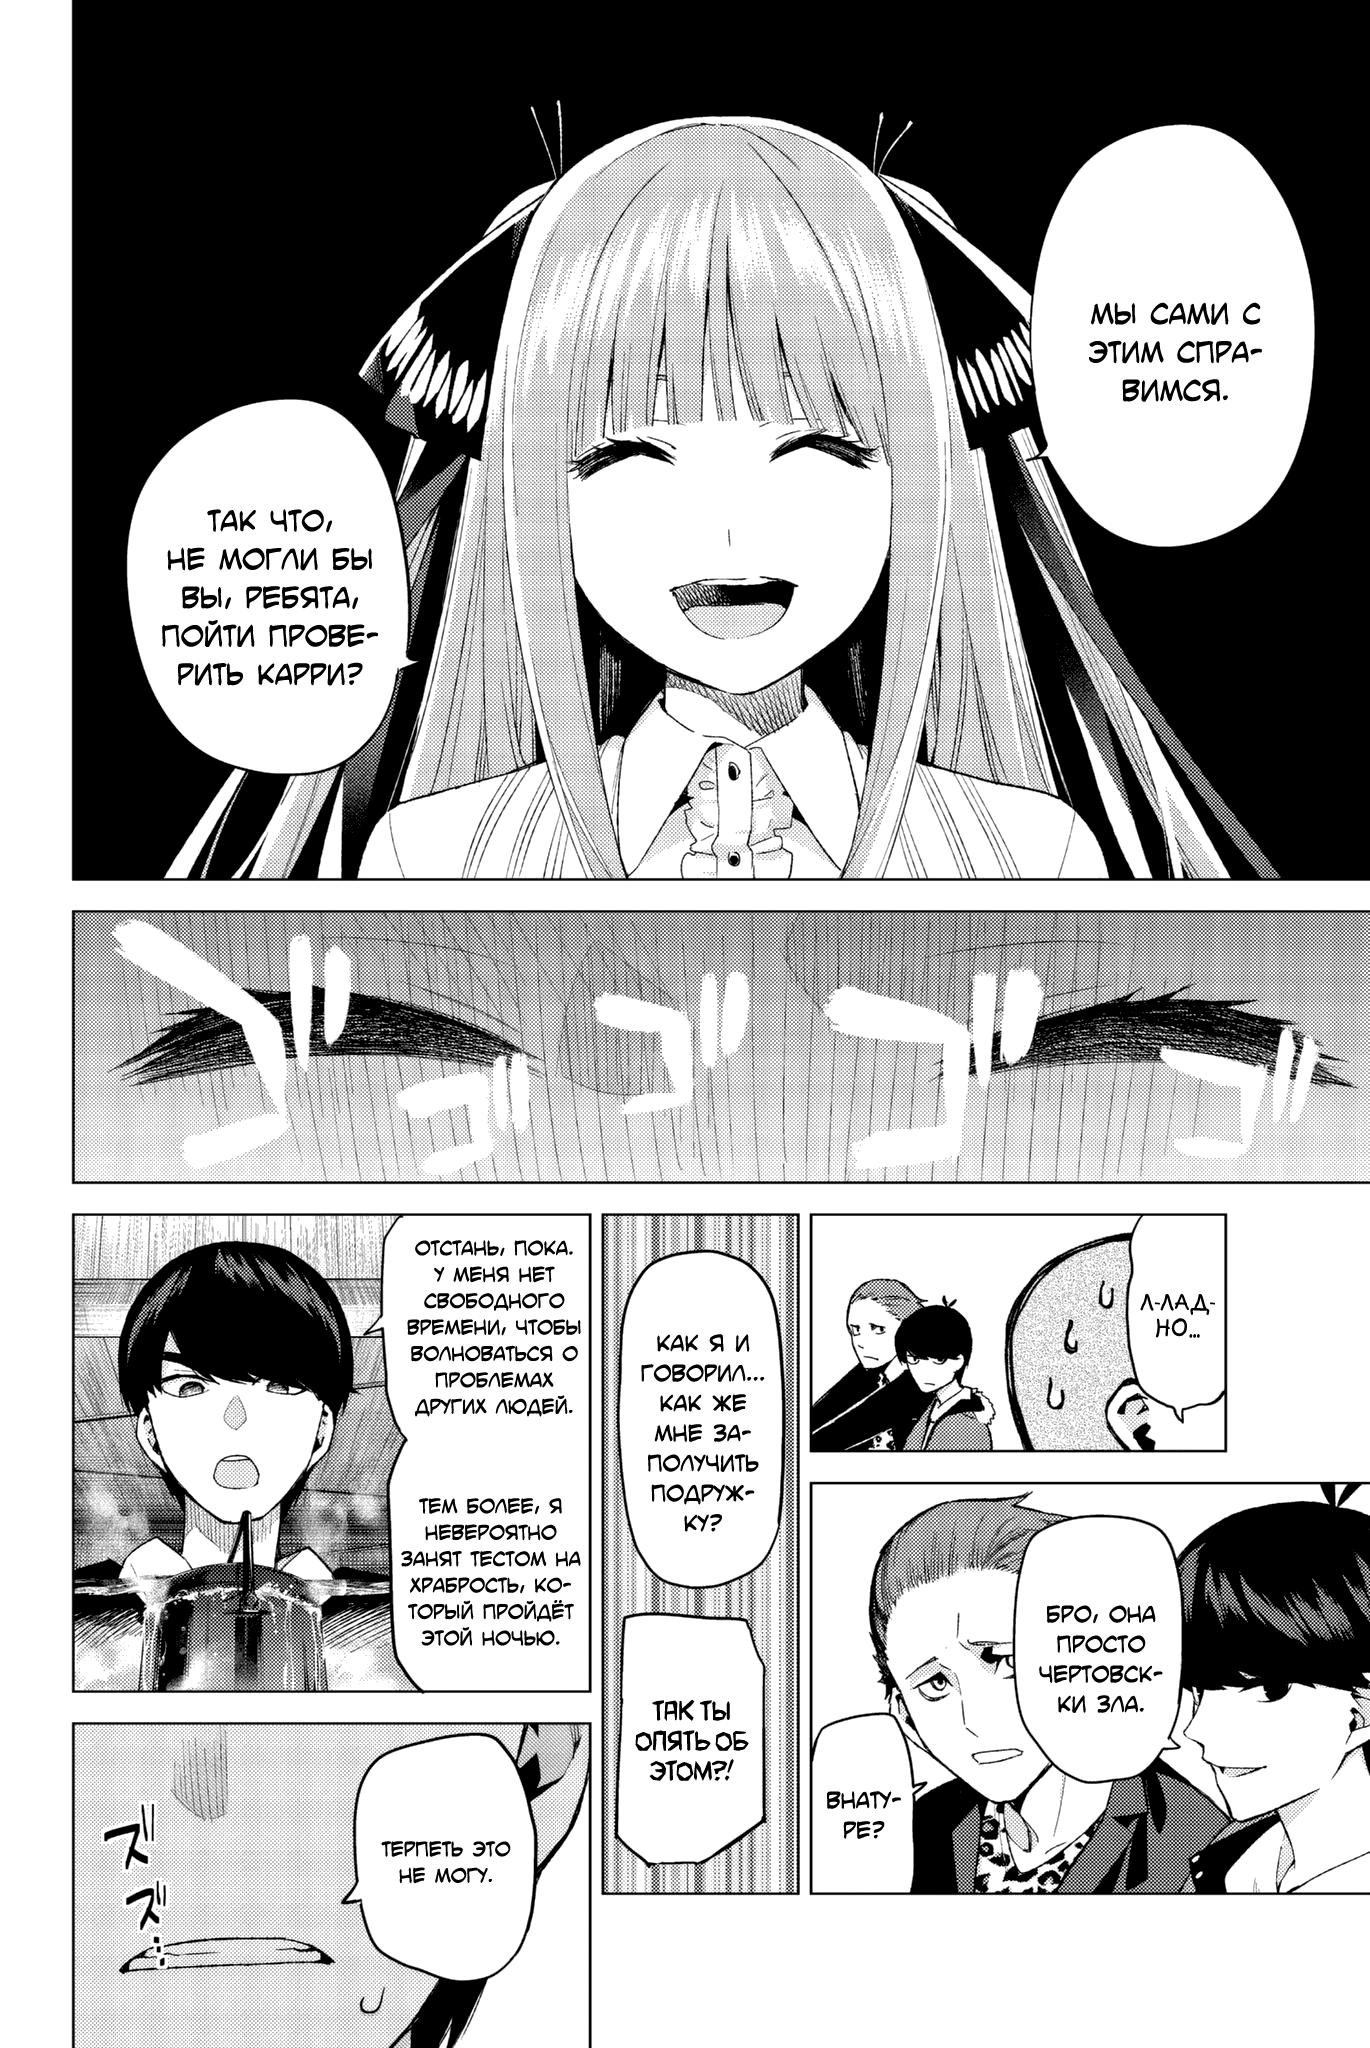 МЫ САМИ С
ЭТИМ СПРА-
ВИМСЯ.
ТАК ЧТО,
НЕ МОГЛИ БЫ
ВЫ, РЕБЯТА,
ПОЙТИ ПРОВЕ-
РИТЬ КАРРИ?
ゴゴゴゴ
Л-ЛАД-
НО...
БРО, ОНА
ПРОСТО
ЧЕРТОВСК-
КИ ЗЛА.
ВНАТУ-
РЕ?
КАК Я И
ГОВОРИЛ...
КАК ЖЕ
МНЕ ЗА-
ПОЛУЧИТЬ
ПОДРУЖ-
КУ?
ТАК ТЫ
ОПЯТЬ ОБ
ЭТОМ?!
ОТСТАНЬ, ПОКА.
У МЕНЯ НЕТ
СВОБОДНОГО
ВРЕМЕНИ, ЧТОБЫ
ВОЛНОВАТЬСЯ О
ПРОБЛЕМАХ
ДРУГИХ ЛЮДЕЙ.
ТЕМ БОЛЕЕ, Я
НЕВЕРОЯТНО
ЗАНЯТ ТЕСТОМ НА
ХРАБРОСТЬ, КО-
ТОРЫЙ ПРОЙДЁТ
ЭТОЙ НОЧЬЮ.
ТЕРПЕТЬ ЭТО
НЕ МОГУ.
ズズ…